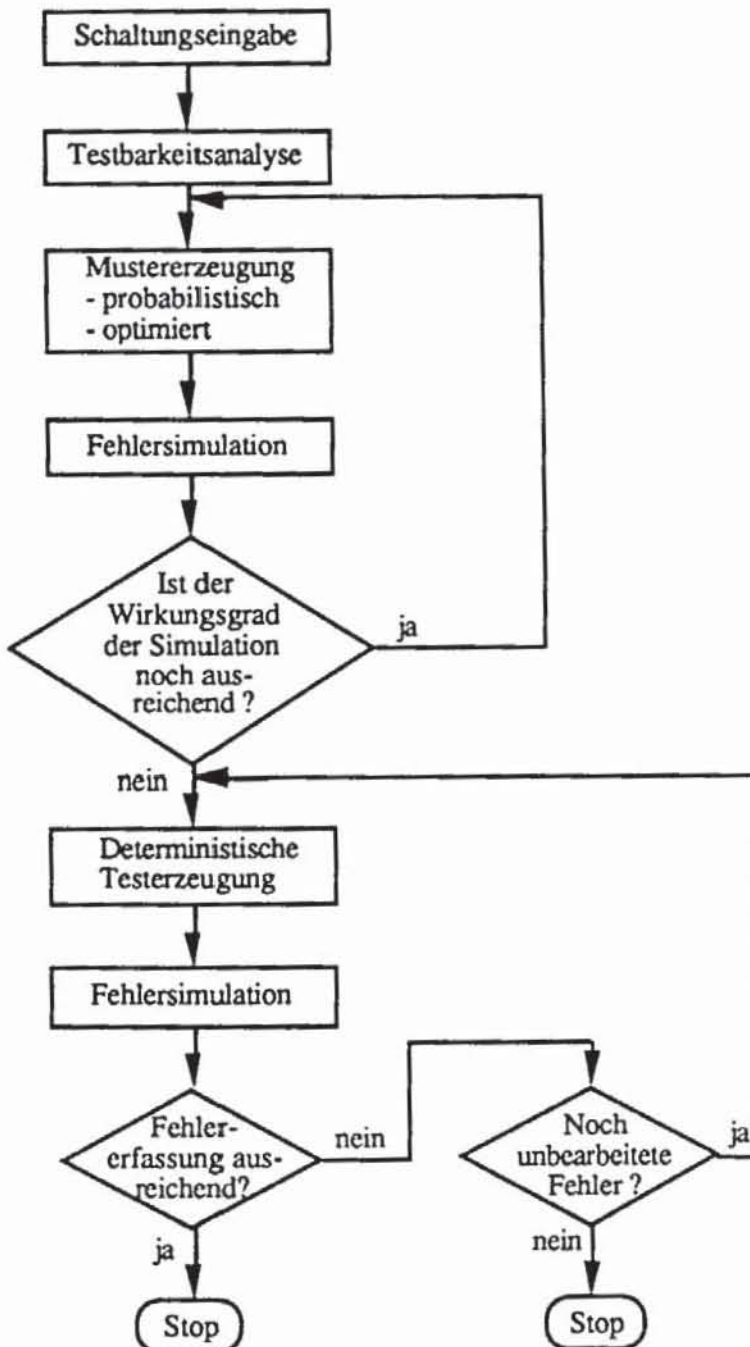 Schaltungseingabe
Testbarkeitsanalyse
Mustererzeugung
- probabilistisch
- optimiert
Fehlersimulation
Ist der
Wirkungsgrad
der Simulation
noch aus-
reichend ?
ja
nein
Deterministische
Testerzeugung
Fehlersimulation
Fehler-
erfassung aus-
reichend?
nein
ja
Stop
Noch
unbearbeitete
Fehler ?
ja
nein
Stop